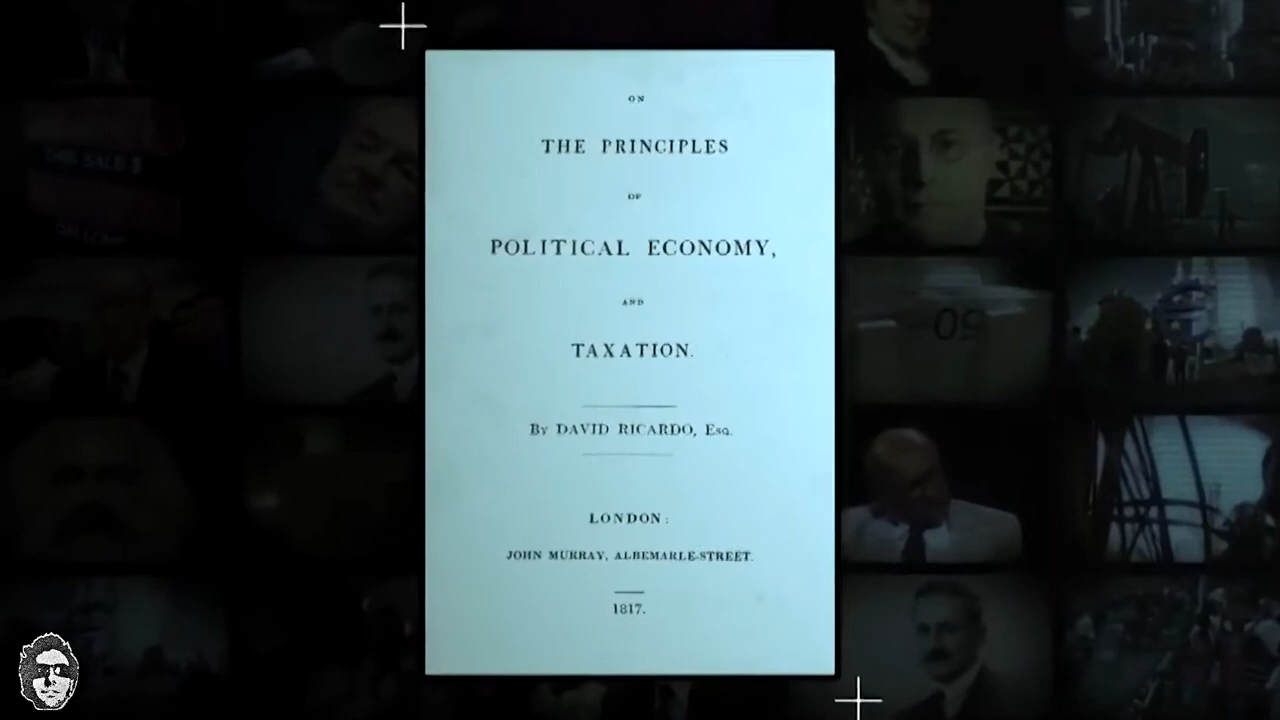 ON
THE PRINCIPLES
OF
POLITICAL ECONOMY,
AND
TAXATION.
By DAVID RICARDO, Esq.
LONDON:
JOHN MURRAY, ALBEMARLE-STREET.
1817.